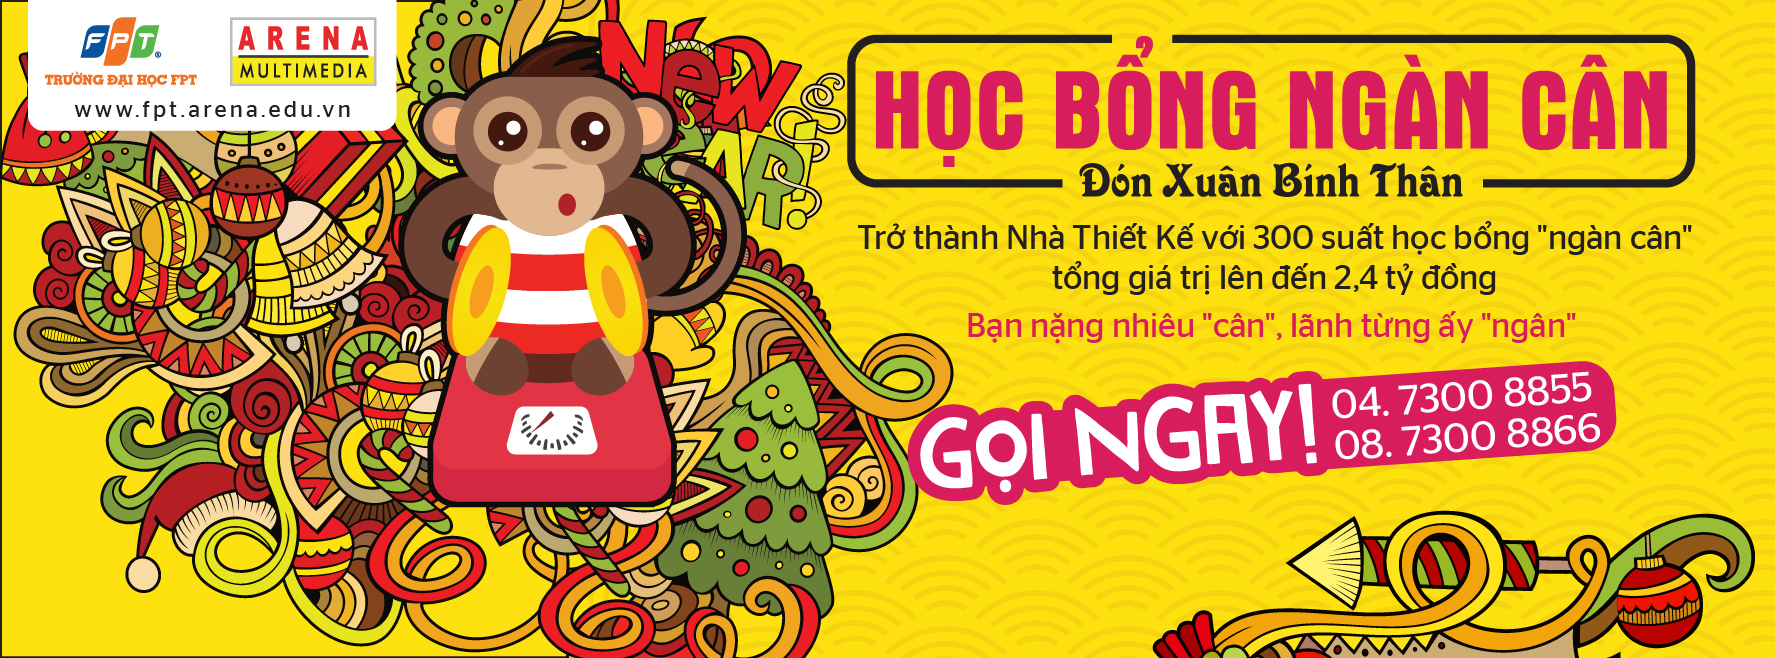 FPT
TRƯỜNG ĐẠI HỌC FPT
ARENA
MULTIMEDIA
www.fpt.arena.edu.vn
New
YEAR!
HỌC BỔNG NGÀN CÂN
Đón Xuân Bính Thân
Trở thành Nhà Thiết Kế với 300 suất học bổng "ngàn cân"
tổng giá trị lên đến 2,4 tỷ đồng
Bạn nặng nhiêu "cân", lãnh từng ấy "ngân"
GỌI NGAY!
04. 7300 8855
08. 7300 8866